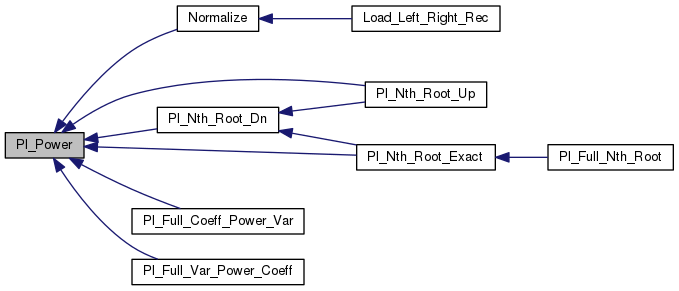 Normalize
Load_Left_Right_Rec
Pl_Nth_Root_Up
Pl_Nth_Root_Dn
Pl_Power
Pl_Nth_Root_Exact
Pl_Full_Nth_Root
Pl_Full_Coeff_Power_Var
Pl_Full_Var_Power_Coeff